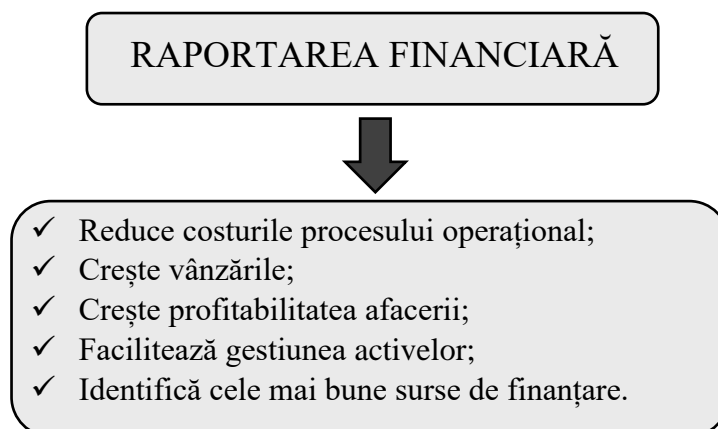 RAPORTAREA FINANCIARĂ
✓ Reduce costurile procesului operațional;
✓ Crește vânzările;
✓ Crește profitabilitatea afacerii;
✓ Facilitează gestiunea activelor;
✓ Identifică cele mai bune surse de finanțare.